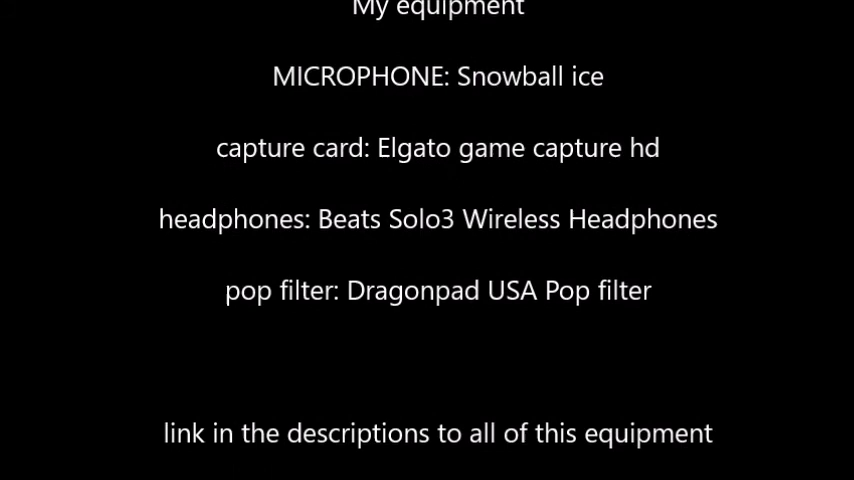 My equipment
MICROPHONE: Snowball ice
capture card: Elgato game capture hd
headphones: Beats Solo3 Wireless Headphones
pop filter: Dragonpad USA Pop filter
link in the descriptions to all of this equipment